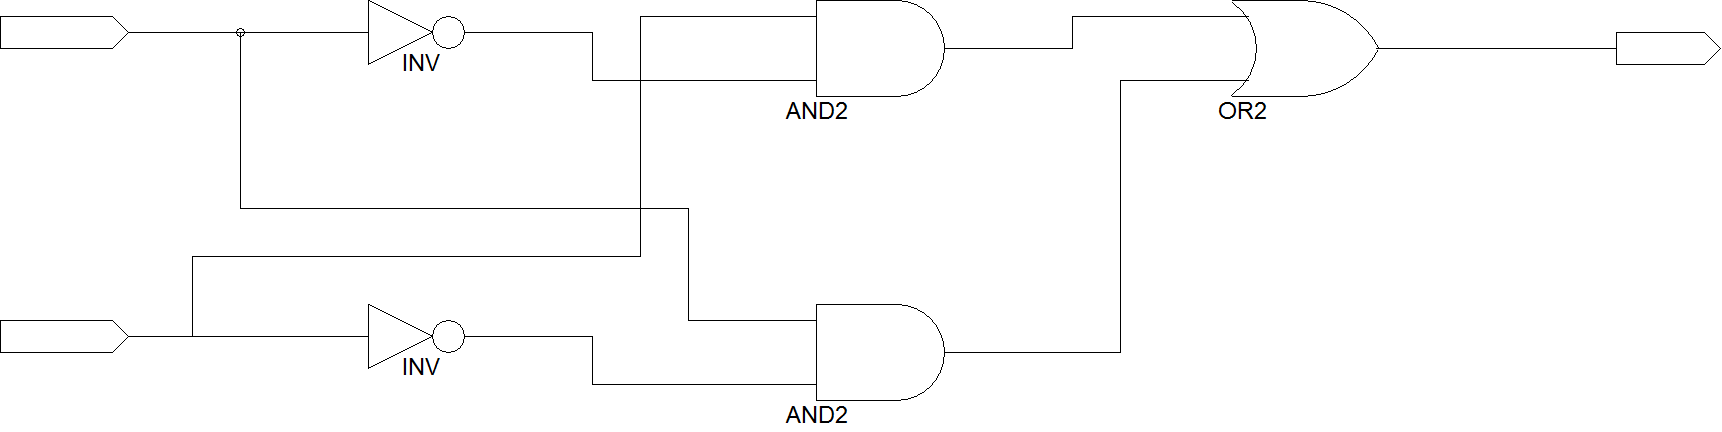 INV
AND2
OR2
INV
AND2